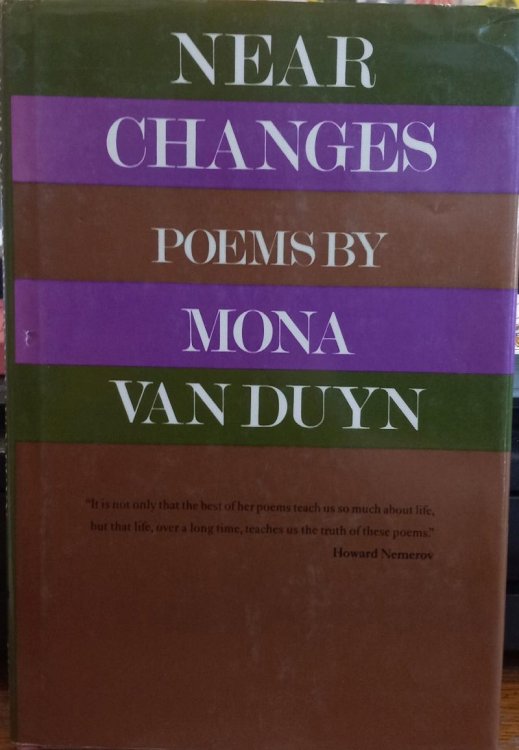 NEAR
CHANGES
POEMS BY
MONA
VAN DUYN
"It is not only that the best of her poems teach us so much about life,
but that life, over a long time, teaches us the truth of these poems."
Howard Nemerov